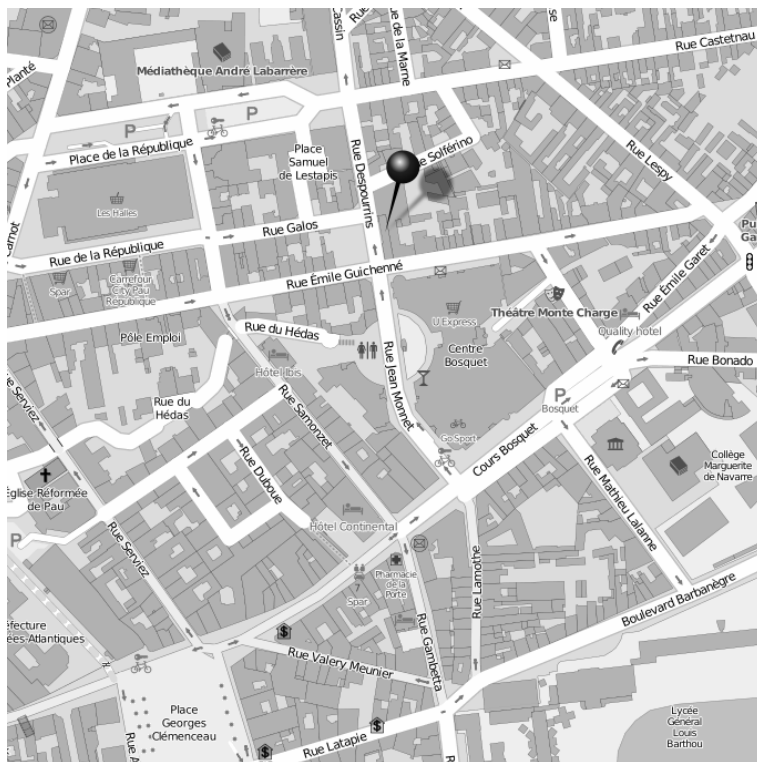 Cassin
Rue de la Marne
Rue Castetnau
Planté
Médiathèque André Labarrère
P
P
Place de la République
Place
Samuel
de Lestapis
Rue Despourrins
Solférino
Rue Lespy
Les Halles
Carnot
Rue Galos
Rue de la République
Rue Émile Guichenné
Spar
Carrefour
City Pau
République
Rue Émile Garet
Théâtre Monte Charge
Quality hotel
U Express
Rue du Hédas
Pôle Emploi
Centre
Bosquet
Rue Bonado
Hôtel Ibis
Rue Jean Monnet
Rue Serviez
Rue du
Hédas
Rue Samonzet
P
Bosquet
Go Sport
Cours Bosquet
Rue Duboue
Collège
Marguerite
de Navarre
Rue Mathieu Lalanne
Église Réformée
de Pau
Hôtel Continental
P
Rue Serviez
Pharmacie
de la
Porte
Spar
Rue Lamothe
Boulevard Barbanègre
Rue Gambetta
Rue Valery Meunier
Place
Georges
Clémenceau
Rue Latapie
Lycée
Général
Louis
Barthou